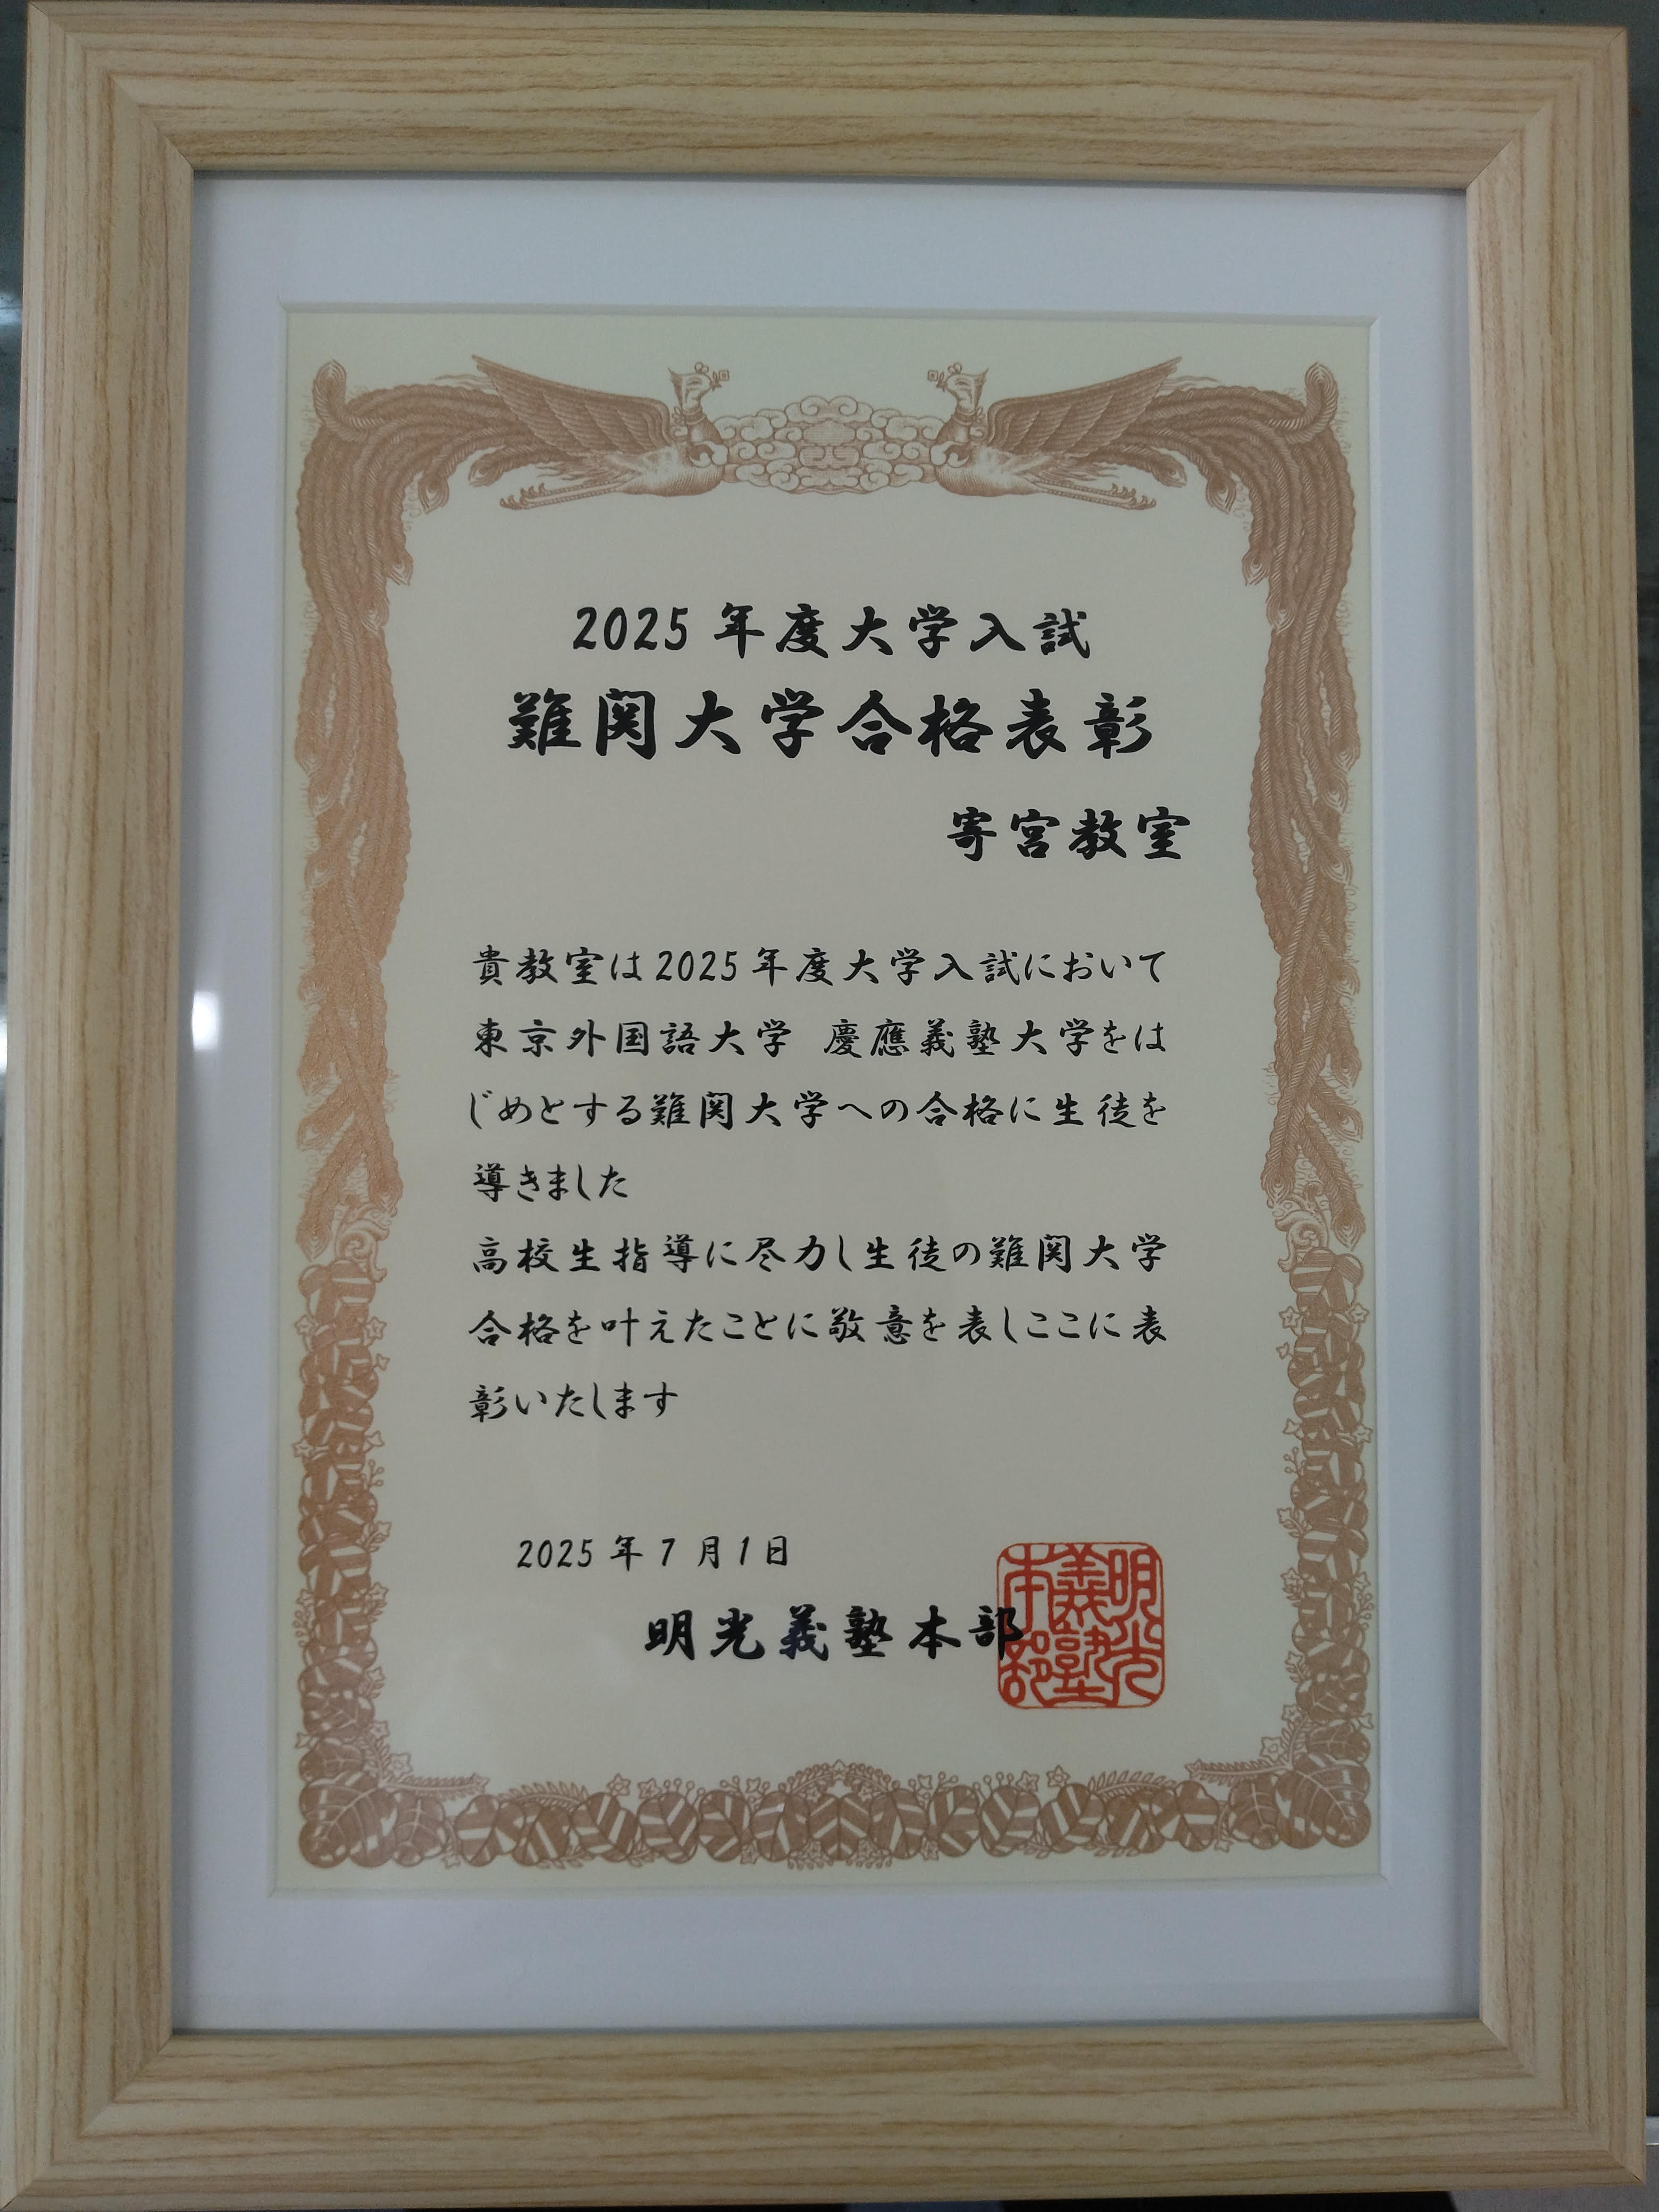 2025年度大学入試
難関大学合格表彰
寄宮教室
貴教室は2025年度大学入試において
東京外国語大学 慶應義塾大学をは
じめとする難関大学への合格に生徒を
導きました
高校生指導に尽力し生徒の難関大学
合格を叶えたことに敬意を表しここに表
彰いたします
2025年7月1日
明光義塾本部
明光義塾本部